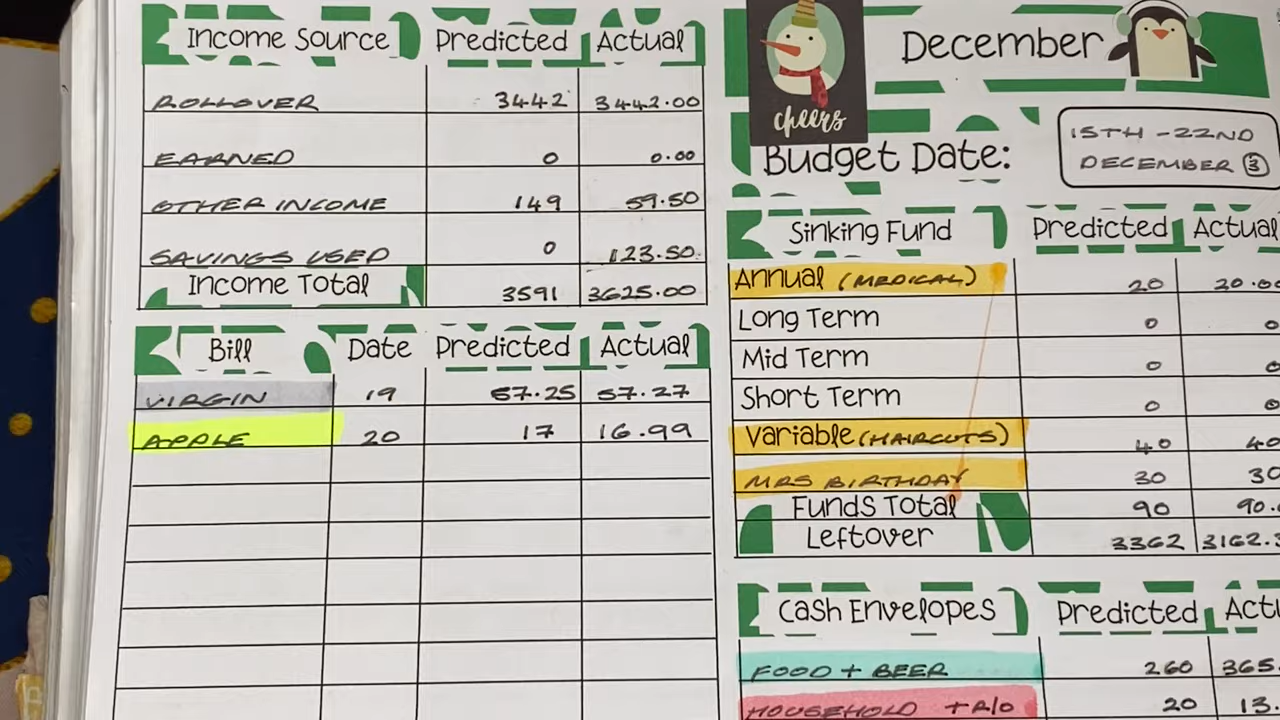 Income Source Predicted Actual
ROLLOVER 3442 3442.00
EARNED 0 0.00
OTHER INCOME 149 59.50
SAVINGS USED 0 123.50
Income Total 3591 3625.00
Bill Date Predicted Actual
VIRGIN 19 57.25 57.27
APPLE 20 17 16.99
cheers
December
Budget Date:
15TH - 22ND
DECEMBER 3
Sinking Fund Predicted Actual
Annual (MEDICAL) 20 20.00
Long Term 0 0
Mid Term 0 0
Short Term 0 0
Variable (HAIRCUTS) 40 40
MRS BIRTHDAY 30 30
Funds Total 90 90.
Leftover 3362 3162.
Cash Envelopes Predicted Actu
FOOD + BEER 260 365.
HOUSEHOLD + R/O 20 13.